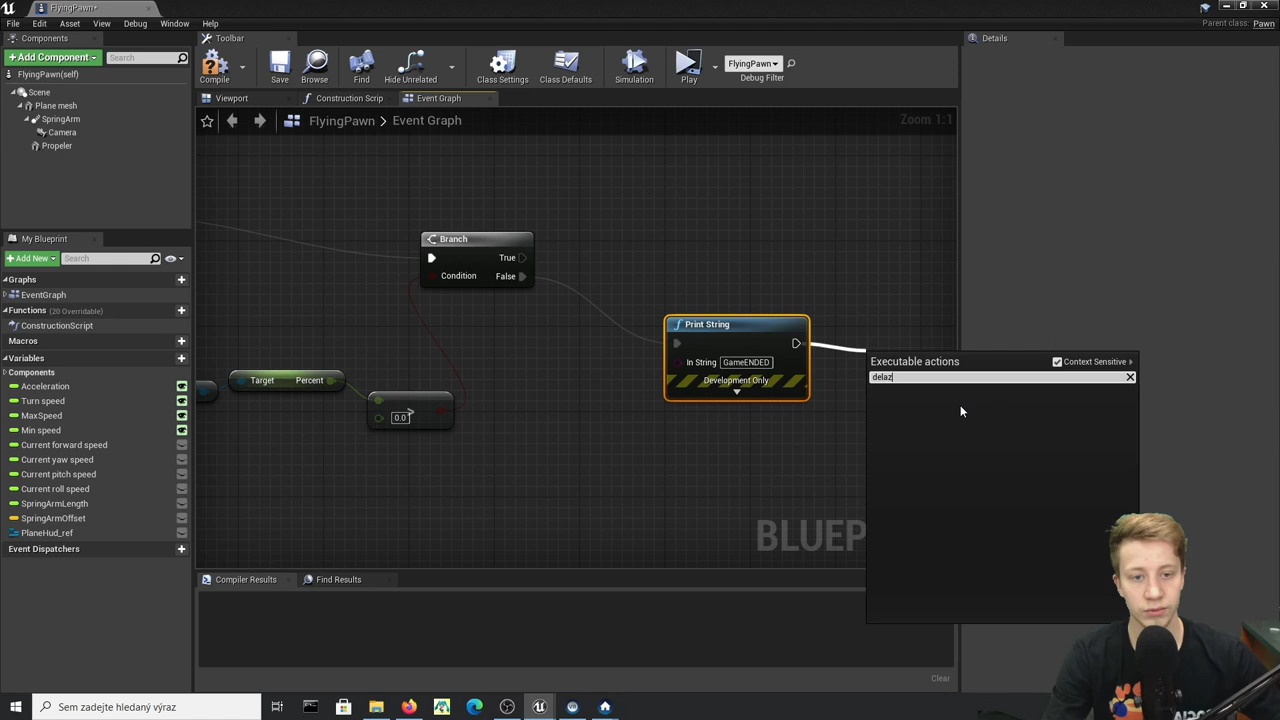 FlyingPawn*
File Edit Asset View Debug Window Help
Parent class: Pawn
Components
Toolbar
Details
Add Component
Search
FlyingPawn(self)
Compile
Save
Browse
Find
Hide Unrelated
Class Settings
Class Defaults
Simulation
Play
FlyingPawn
Debug Filter
Scene
Plane mesh
SpringArm
Camera
Propeler
Viewport
Construction Scrip
Event Graph
FlyingPawn > Event Graph
Zoom 1:1
My Blueprint
Add New
Search
Graphs
EventGraph
Functions (20 Overridable)
ConstructionScript
Macros
Variables
Components
Acceleration
Turn speed
MaxSpeed
Min speed
Current forward speed
Current yaw speed
Current pitch speed
Current roll speed
SpringArmLength
SpringArmOffset
PlaneHud_ref
Event Dispatchers
Branch
True
Condition
False
Target Percent
>
0.0
Print String
In String GameENDED
Development Only
Executable actions
Context Sensitive
delaz
BLUEP
Compiler Results
Find Results
Clear
Sem zadejte hledaný výraz